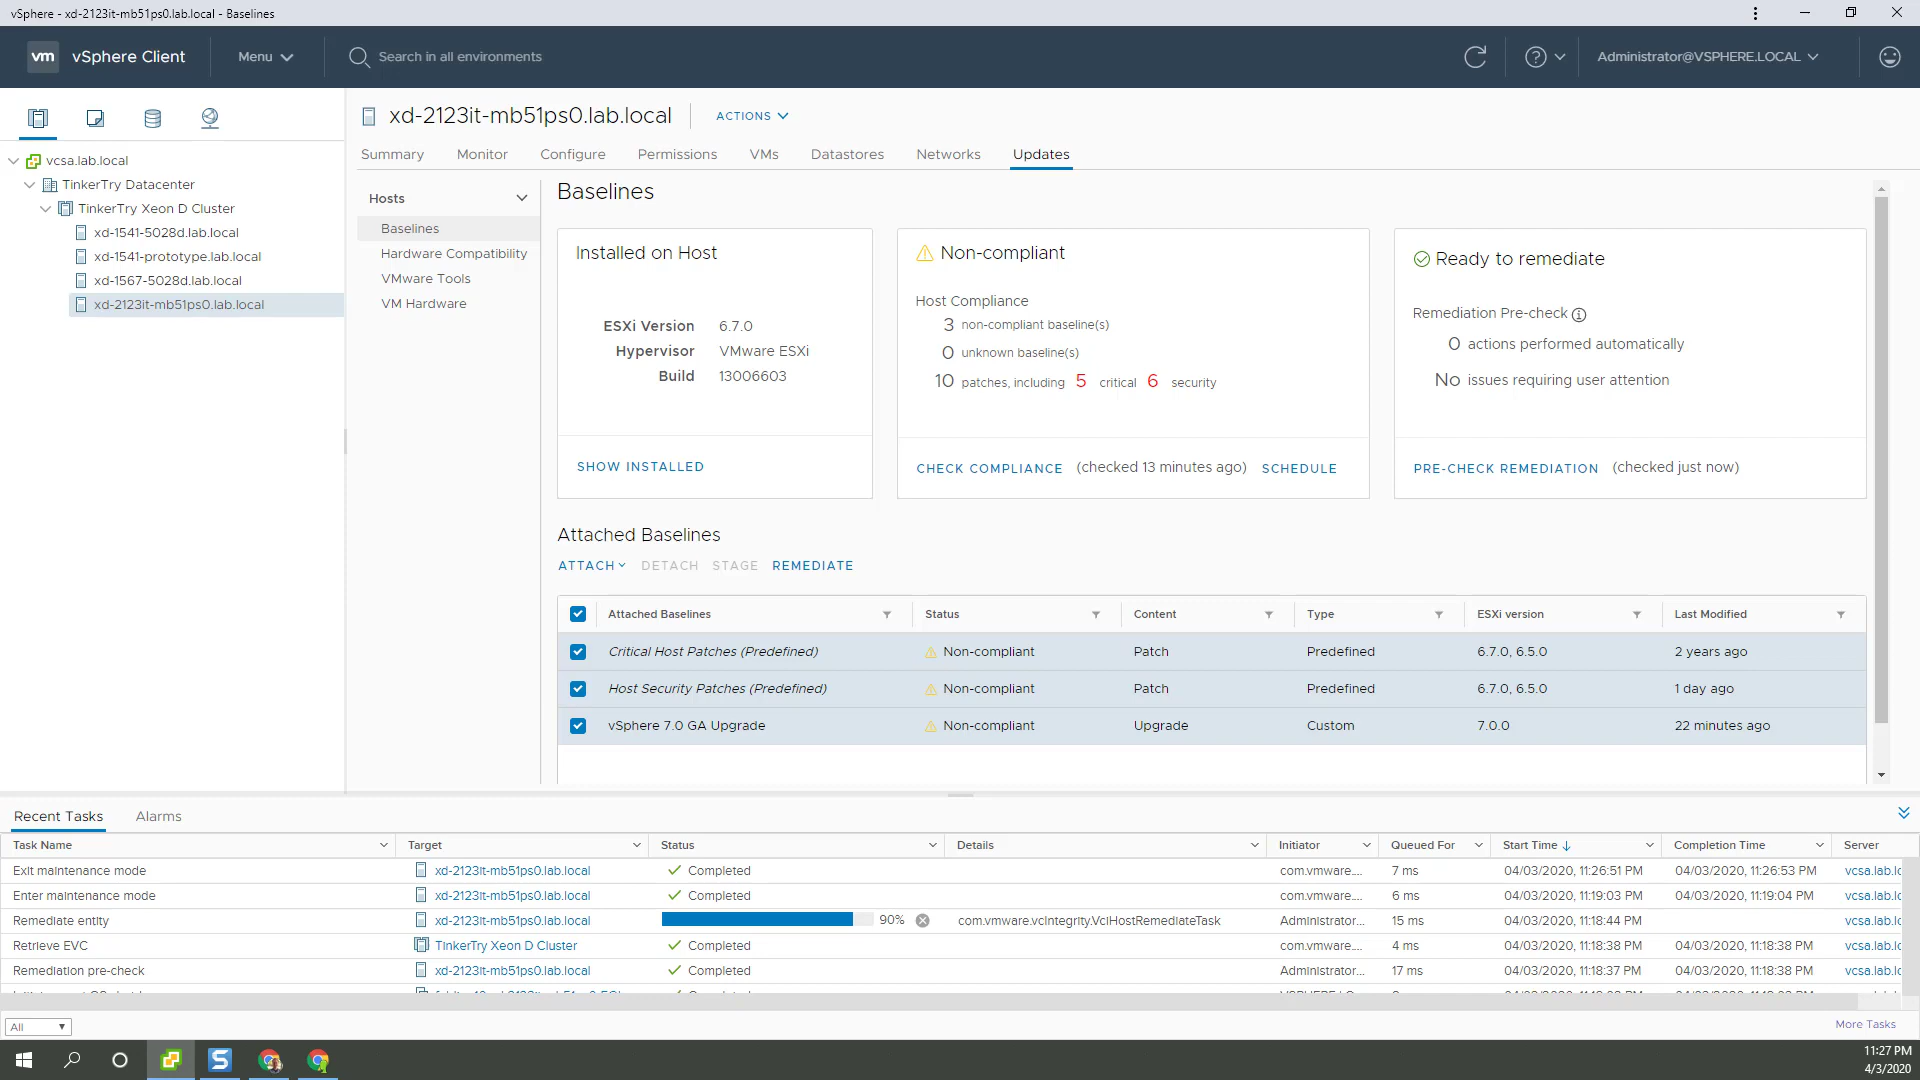 vSphere - xd-2123it-mb51ps0.lab.local - Baselines
vm vSphere Client Menu Search in all environments Administrator@VSPHERE.LOCAL
xd-2123it-mb51ps0.lab.local ACTIONS
Summary Monitor Configure Permissions VMs Datastores Networks Updates
vcsa.lab.local
TinkerTry Datacenter
TinkerTry Xeon D Cluster
xd-1541-5028d.lab.local
xd-1541-prototype.lab.local
xd-1567-5028d.lab.local
xd-2123it-mb51ps0.lab.local
Hosts
Baselines
Hardware Compatibility
VMware Tools
VM Hardware
Baselines
Installed on Host
ESXi Version 6.7.0
Hypervisor VMware ESXi
Build 13006603
SHOW INSTALLED
Non-compliant
Host Compliance
3 non-compliant baseline(s)
0 unknown baseline(s)
10 patches, including 5 critical 6 security
CHECK COMPLIANCE (checked 13 minutes ago) SCHEDULE
Ready to remediate
Remediation Pre-check
0 actions performed automatically
No issues requiring user attention
PRE-CHECK REMEDIATION (checked just now)
Attached Baselines
ATTACH DETACH STAGE REMEDIATE
Attached Baselines Status Content Type ESXi version Last Modified
Critical Host Patches (Predefined) Non-compliant Patch Predefined 6.7.0, 6.5.0 2 years ago
Host Security Patches (Predefined) Non-compliant Patch Predefined 6.7.0, 6.5.0 1 day ago
vSphere 7.0 GA Upgrade Non-compliant Upgrade Custom 7.0.0 22 minutes ago
Recent Tasks Alarms
Task Name Target Status Details Initiator Queued For Start Time Completion Time Server
Exit maintenance mode xd-2123it-mb51ps0.lab.local Completed com.vmware.... 7 ms 04/03/2020, 11:26:51 PM 04/03/2020, 11:26:53 PM vcsa.lab.lo
Enter maintenance mode xd-2123it-mb51ps0.lab.local Completed com.vmware.... 6 ms 04/03/2020, 11:19:03 PM 04/03/2020, 11:19:04 PM vcsa.lab.lo
Remediate entity xd-2123it-mb51ps0.lab.local 90% com.vmware.vcIntegrity.VciHostRemediateTask Administrator... 15 ms 04/03/2020, 11:18:44 PM vcsa.lab.lo
Retrieve EVC TinkerTry Xeon D Cluster Completed com.vmware.... 4 ms 04/03/2020, 11:18:38 PM 04/03/2020, 11:18:38 PM vcsa.lab.lo
Remediation pre-check xd-2123it-mb51ps0.lab.local Completed Administrator... 17 ms 04/03/2020, 11:18:37 PM 04/03/2020, 11:18:38 PM vcsa.lab.lo
All More Tasks
11:27 PM
4/3/2020